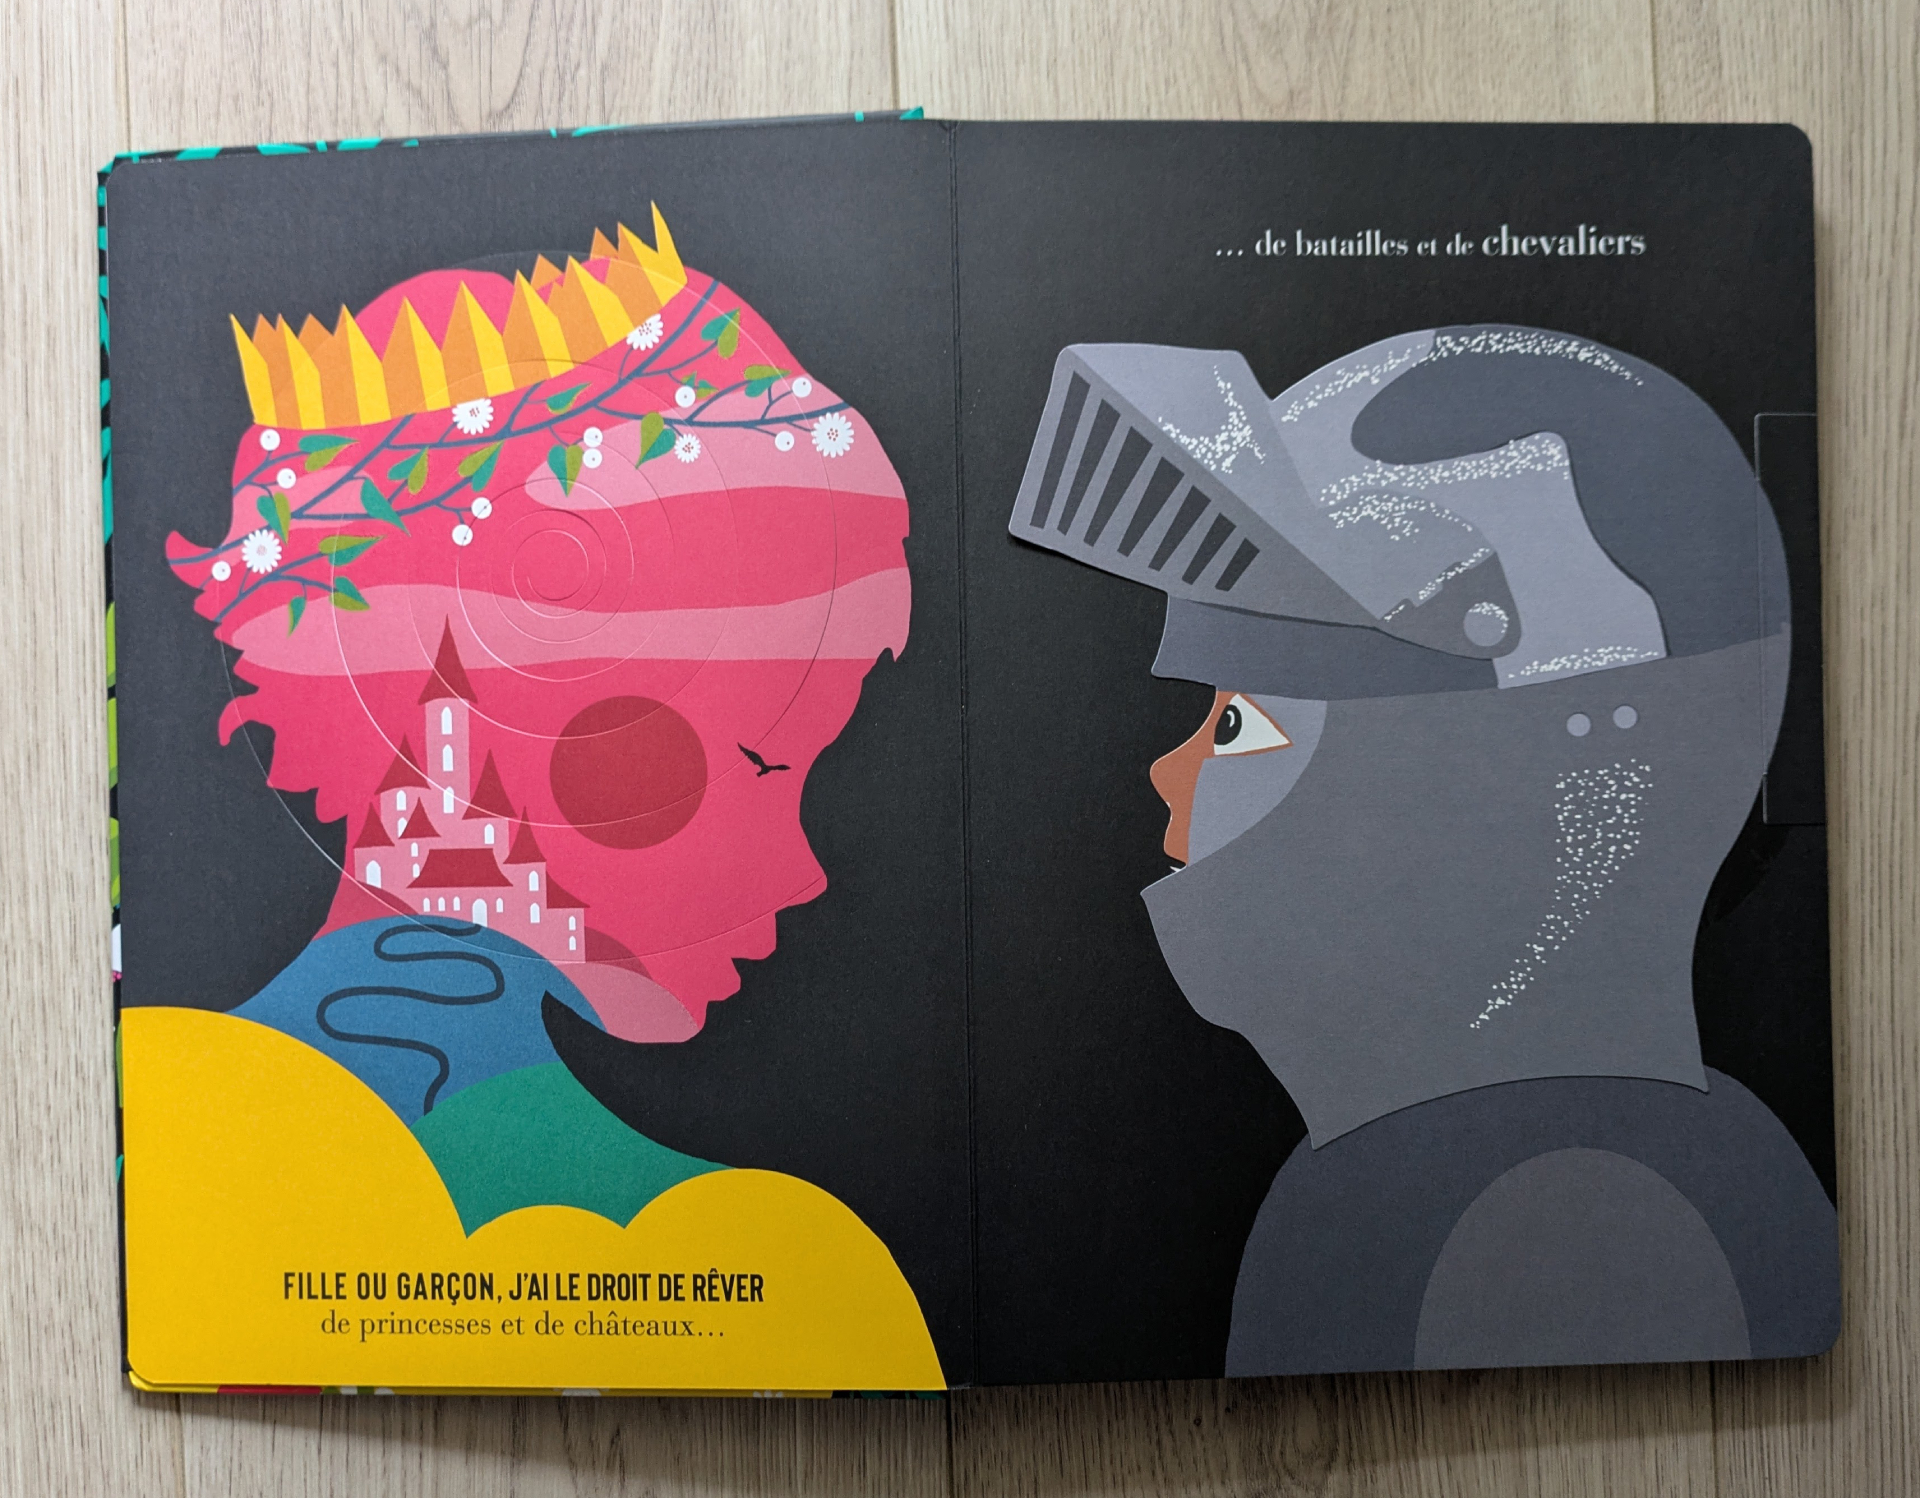 FILLE OU GARÇON, J'AI LE DROIT DE RÊVER
de princesses et de châteaux...
... de batailles et de chevaliers